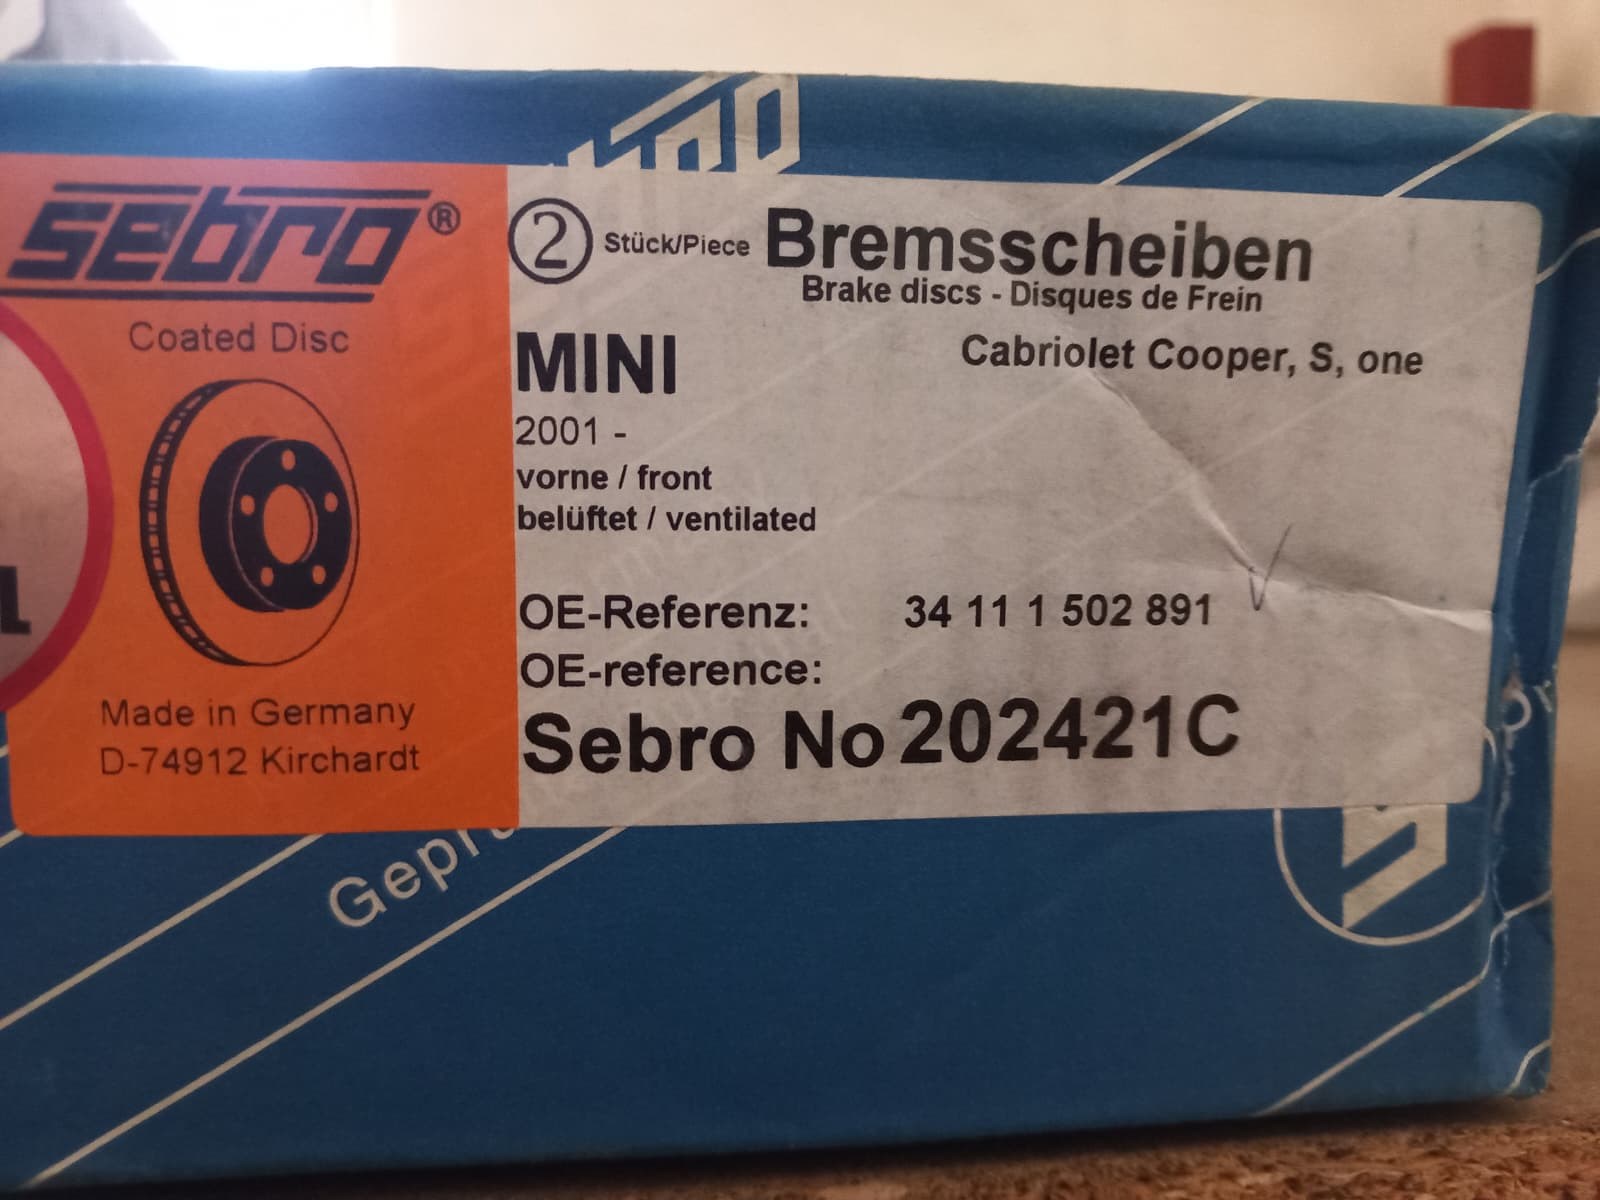 sebro®
Coated Disc
Made in Germany
D-74912 Kirchardt
2 Stück/Piece Bremsscheiben
Brake discs - Disques de Frein
MINI Cabriolet Cooper, S, one
2001 -
vorne / front
belüftet / ventilated
OE-Referenz: 34 11 1 502 891
OE-reference:
Sebro No 202421C